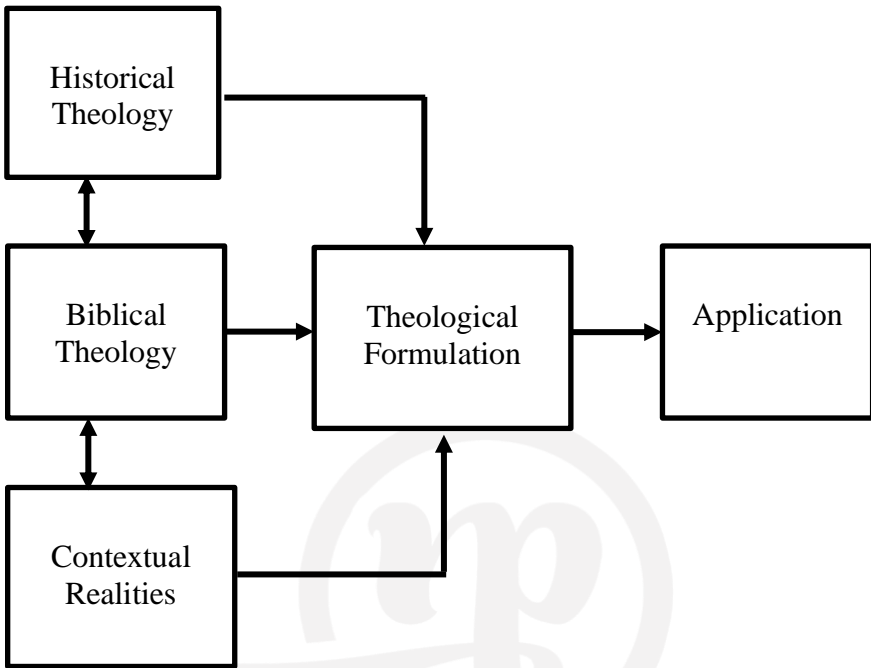 Historical
Theology
Biblical
Theology
Theological
Formulation
Application
Contextual
Realities